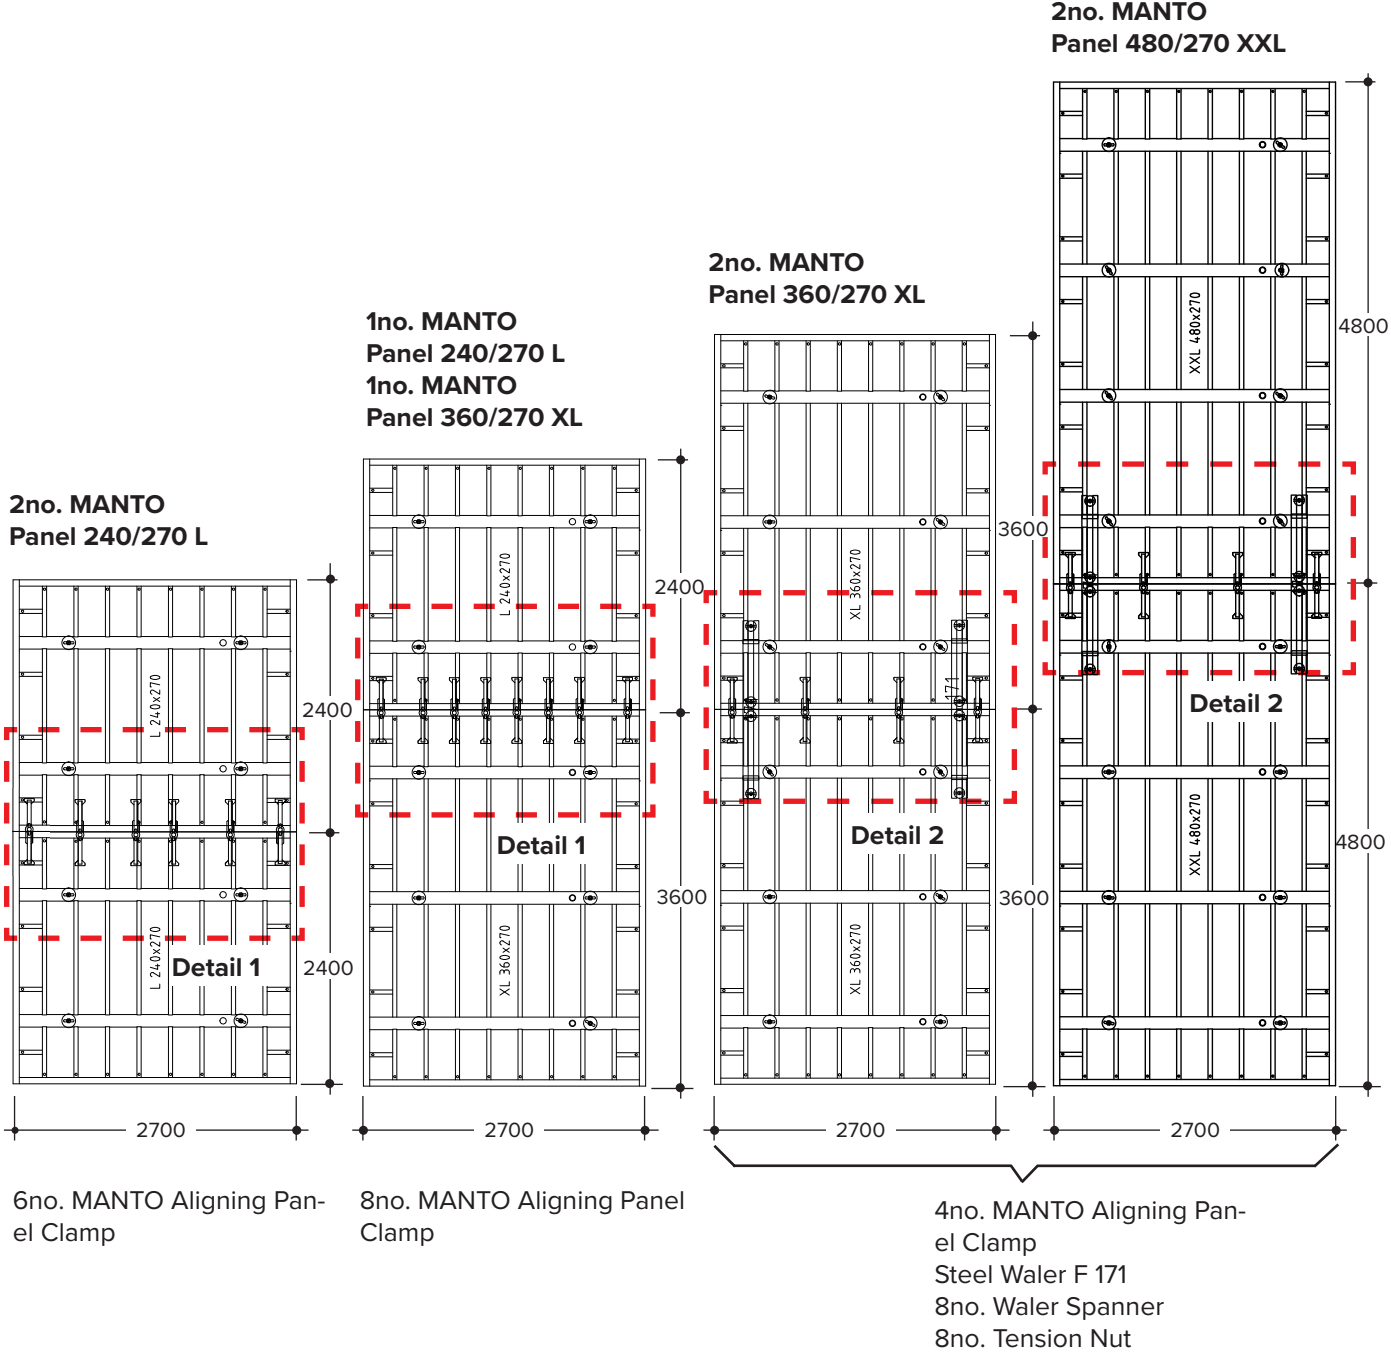 2no. MANTO
Panel 480/270 XXL
2no. MANTO
Panel 360/270 XL
1no. MANTO
Panel 240/270 L
1no. MANTO
Panel 360/270 XL
2no. MANTO
Panel 240/270 L
L 240x270
L 240x270
Detail 1
2400
2400
2700
L 240x270
XL 360x270
Detail 1
2400
3600
2700
XL 360x270
171
XL 360x270
Detail 2
3600
3600
2700
XXL 480x270
XXL 480x270
Detail 2
4800
4800
2700
6no. MANTO Aligning Pan-
el Clamp
8no. MANTO Aligning Panel
Clamp
4no. MANTO Aligning Pan-
el Clamp
Steel Waler F 171
8no. Waler Spanner
8no. Tension Nut